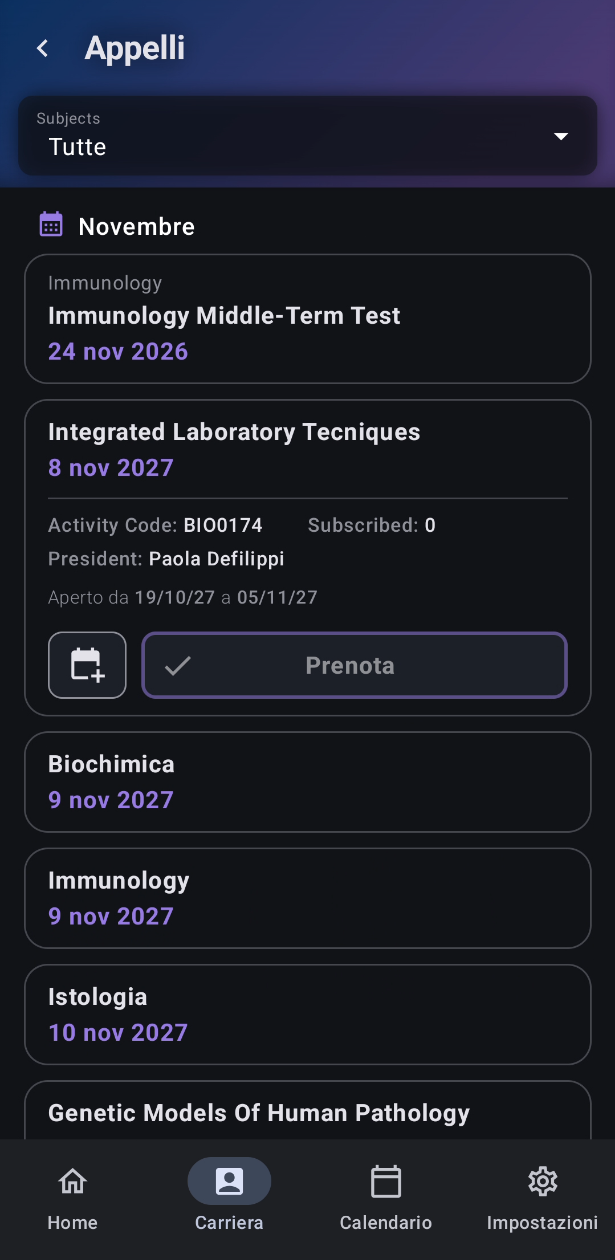 Appelli
Subjects
Tutte
Novembre
Immunology
Immunology Middle-Term Test
24 nov 2026
Integrated Laboratory Tecniques
8 nov 2027
Activity Code: BIO0174 Subscribed: 0
President: Paola Defilippi
Aperto da 19/10/27 a 05/11/27
Prenota
Biochimica
9 nov 2027
Immunology
9 nov 2027
Istologia
10 nov 2027
Genetic Models Of Human Pathology
Home Carriera Calendario Impostazioni